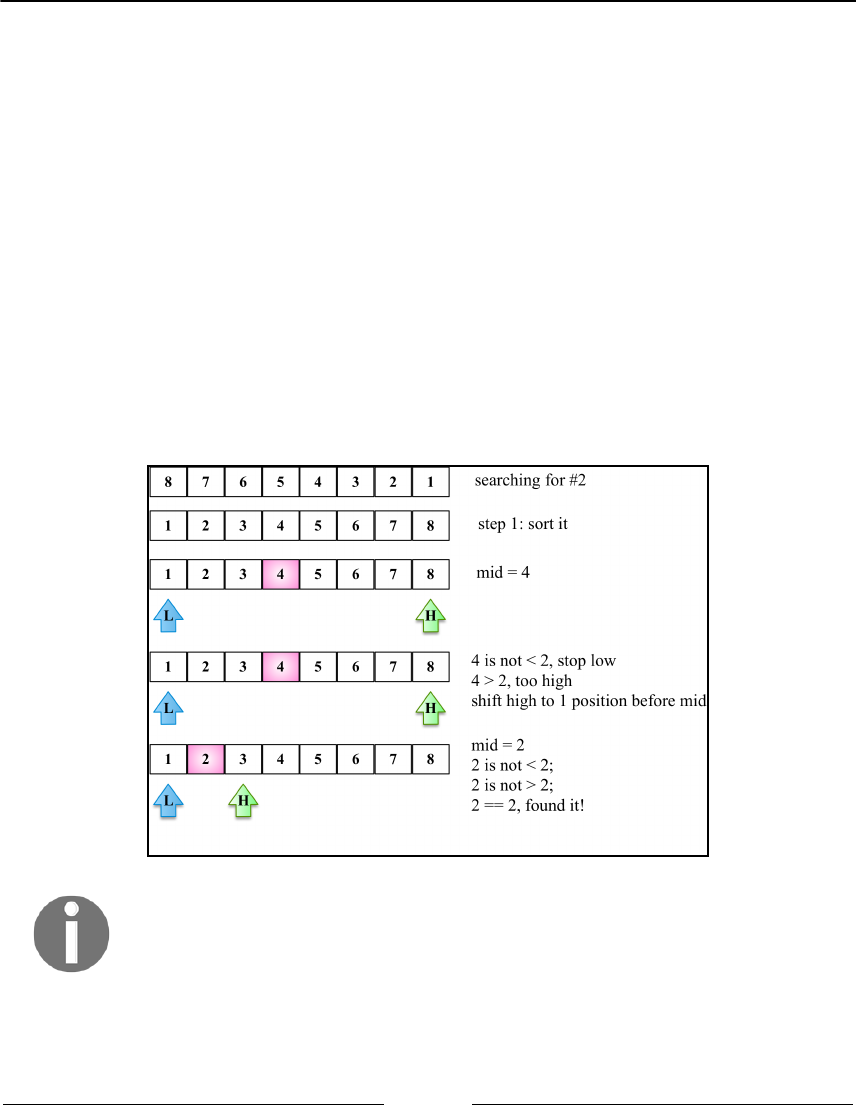 8 7 6 5 4 3 2 1 searching for #2
1 2 3 4 5 6 7 8 step 1: sort it
1 2 3 4 5 6 7 8 mid = 4
L H
1 2 3 4 5 6 7 8
4 is not < 2, stop low
4 > 2, too high
shift high to 1 position before mid
L H
1 2 3 4 5 6 7 8
mid = 2
2 is not < 2;
2 is not > 2;
2 == 2, found it!
L H